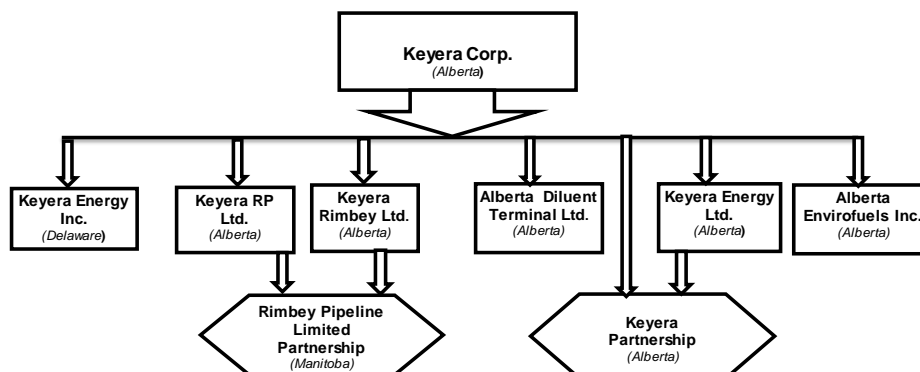 Keyera Corp.
(Alberta)
Keyera Energy
Inc.
(Delaware)
Keyera RP
Ltd.
(Alberta)
Keyera
Rimbey Ltd.
(Alberta)
Alberta Diluent
Terminal Ltd.
(Alberta)
Keyera Energy
Ltd.
(Alberta)
Alberta
Envirofuels Inc.
(Alberta)
Rimbey Pipeline
Limited
Partnership
(Manitoba)
Keyera
Partnership
(Alberta)